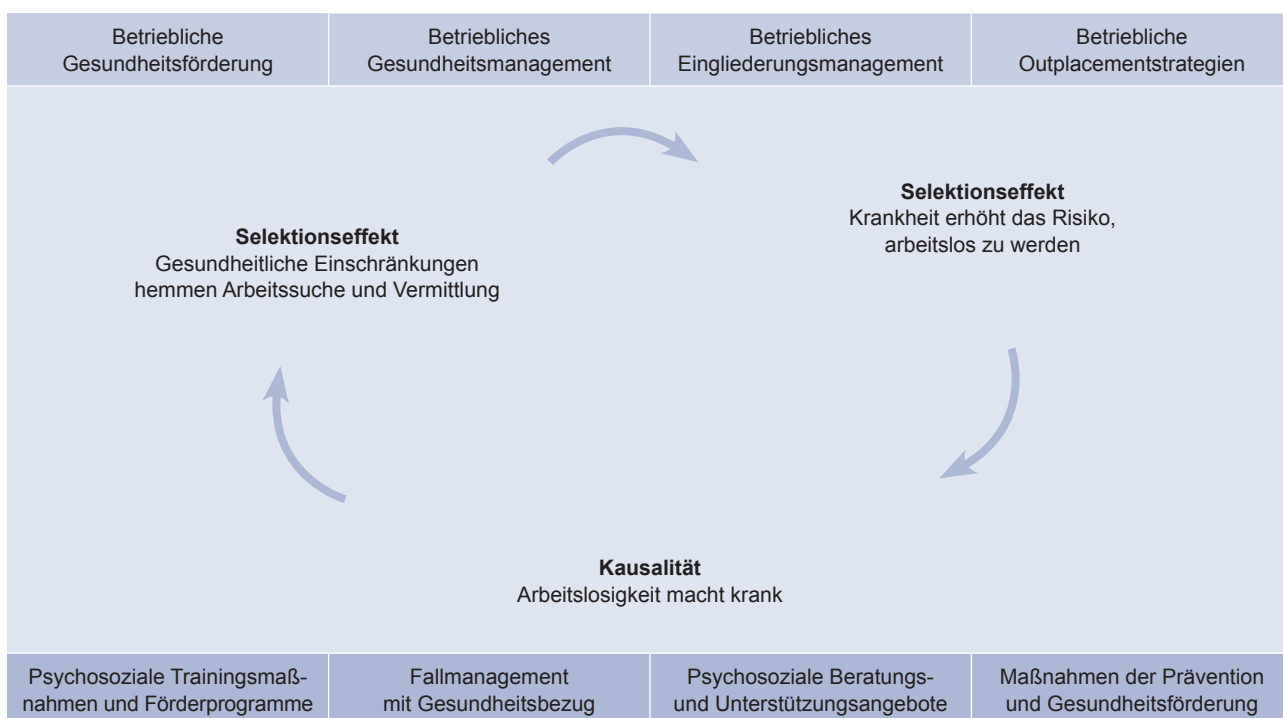 Betriebliche
Gesundheitsförderung
Betriebliches
Gesundheitsmanagement
Betriebliches
Eingliederungsmanagement
Betriebliche
Outplacementstrategien
Selektionseffekt
Krankheit erhöht das Risiko,
arbeitslos zu werden
Selektionseffekt
Gesundheitliche Einschränkungen
hemmen Arbeitssuche und Vermittlung
Kausalität
Arbeitslosigkeit macht krank
Psychosoziale Trainingsmaß-
nahmen und Förderprogramme
Fallmanagement
mit Gesundheitsbezug
Psychosoziale Beratungs-
und Unterstützungsangebote
Maßnahmen der Prävention
und Gesundheitsförderung